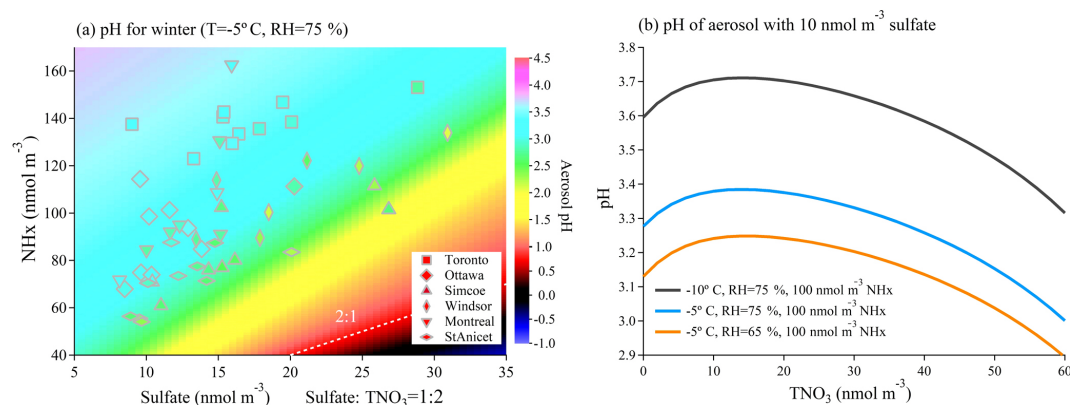 (a) pH for winter (T=-5º C, RH=75 %)
160
140
120
100
80
60
40
NHx (nmol m⁻³)
5
10
15
20
25
30
35
Sulfate (nmol m⁻³)
Sulfate: TNO₃=1:2
2:1
Toronto
Ottawa
Simcoe
Windsor
Montreal
StAnicet
4.5
4.0
3.5
3.0
2.5
2.0
1.5
1.0
0.5
0.0
-0.5
-1.0
Aerosol pH
(b) pH of aerosol with 10 nmol m⁻³ sulfate
3.8
3.7
3.6
3.5
3.4
3.3
3.2
3.1
3.0
2.9
pH
-10º C, RH=75 %, 100 nmol m⁻³ NHx
-5º C, RH=75 %, 100 nmol m⁻³ NHx
-5º C, RH=65 %, 100 nmol m⁻³ NHx
0
10
20
30
40
50
60
TNO₃ (nmol m⁻³)